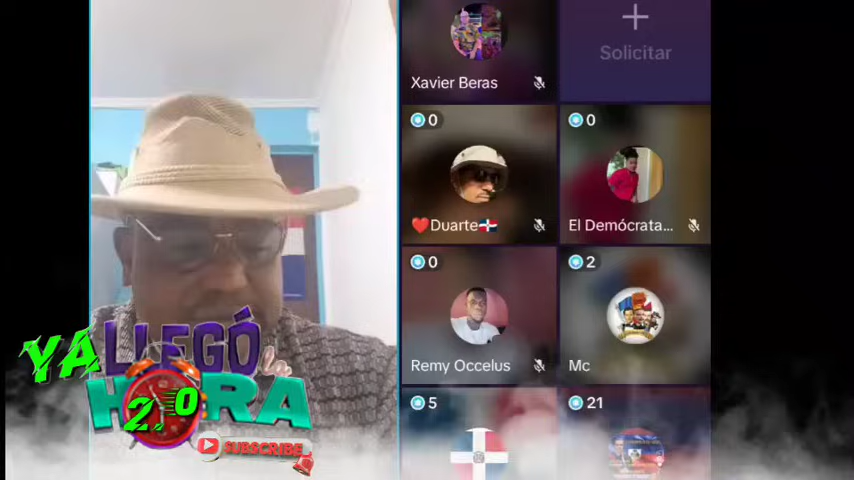 Xavier Beras
Solicitar
0
0
❤️Duarte🇩🇴
El Demócrata...
0
2
Remy Occelus
Mc
5
21
YA LLEGÓ
LA
HORA
2.0
SUBSCRIBE